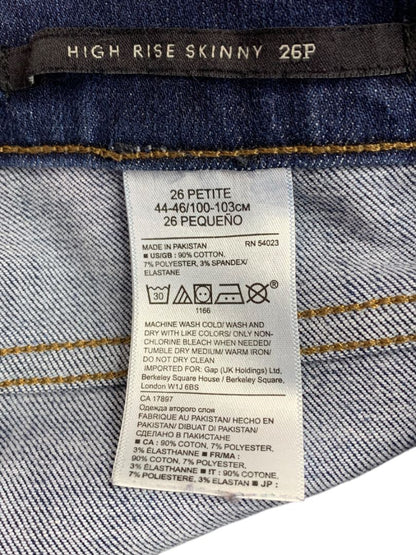 HIGH RISE SKINNY 26P
26 PETITE
44-46/100-103CM
26 PEQUEÑO
MADE IN PAKISTAN RN 54023
■ US/GB: 90% COTTON,
7% POLYESTER, 3% SPANDEX/
ELASTANE
30
1166
MACHINE WASH COLD/ WASH AND
DRY WITH LIKE COLORS/ ONLY NON-
CHLORINE BLEACH WHEN NEEDED/
TUMBLE DRY MEDIUM/ WARM IRON/
DO NOT DRY CLEAN
IMPORTED FOR: Gap (UK Holdings) Ltd.
Berkeley Square House / Berkeley Square,
London W1J 6BS
CA 17897
Одежда второго слоя
FABRIQUÉ AU PAKISTAN/ HECHO EN
PAKISTÁN/ DIBUAT DI PAKISTAN/
СДЕЛАНО В ПАКИСТАНЕ
■ CA : 90% COTON, 7% POLYESTER,
3% ÉLASTHANNE ■ FR/MA :
90% COTON, 7% POLYESTER,
3% ÉLASTHANNE ■ IT : 90% COTONE,
7% POLIESTERE, 3% ELASTAN ■ JP :